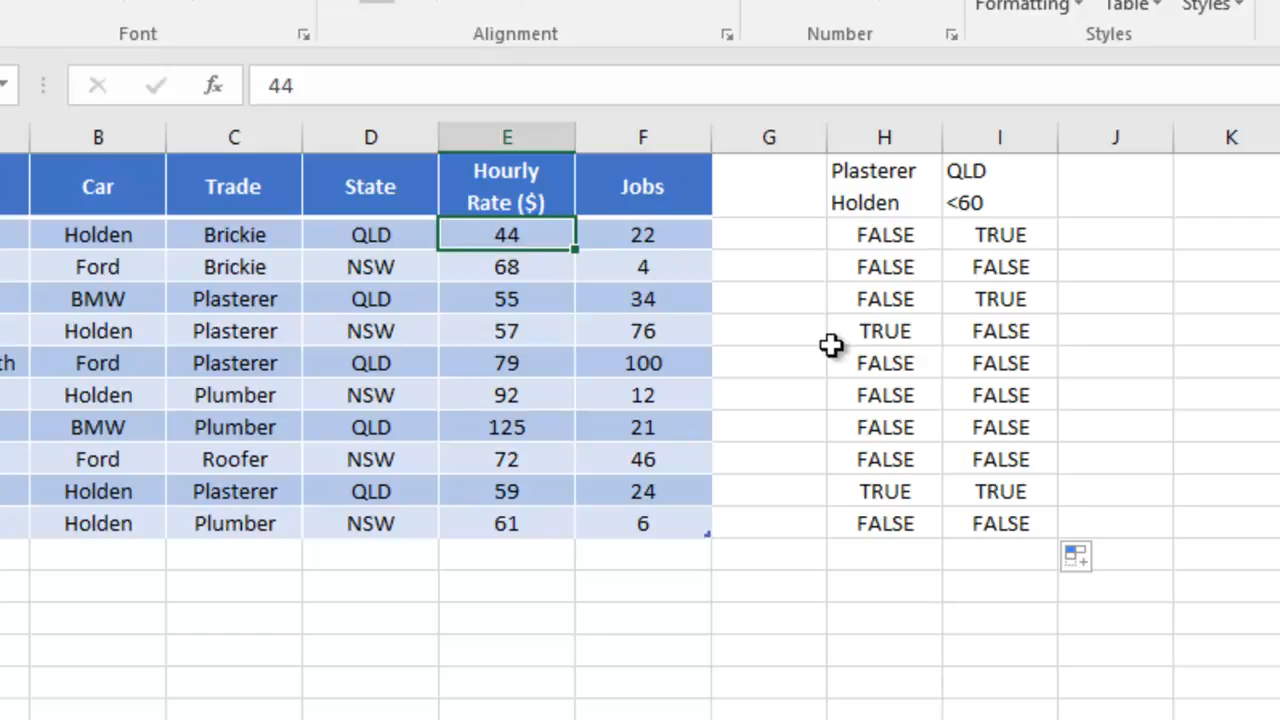 Formatting Table Styles
Font Alignment Number Styles
fx 44
B C D E F G H I J K
Car Trade State Hourly Rate ($) Jobs Plasterer Holden QLD <60
Holden Brickie QLD 44 22 FALSE TRUE
Ford Brickie NSW 68 4 FALSE FALSE
BMW Plasterer QLD 55 34 FALSE TRUE
Holden Plasterer NSW 57 76 TRUE FALSE
th Ford Plasterer QLD 79 100 FALSE FALSE
Holden Plumber NSW 92 12 FALSE FALSE
BMW Plumber QLD 125 21 FALSE FALSE
Ford Roofer NSW 72 46 FALSE FALSE
Holden Plasterer QLD 59 24 TRUE TRUE
Holden Plumber NSW 61 6 FALSE FALSE